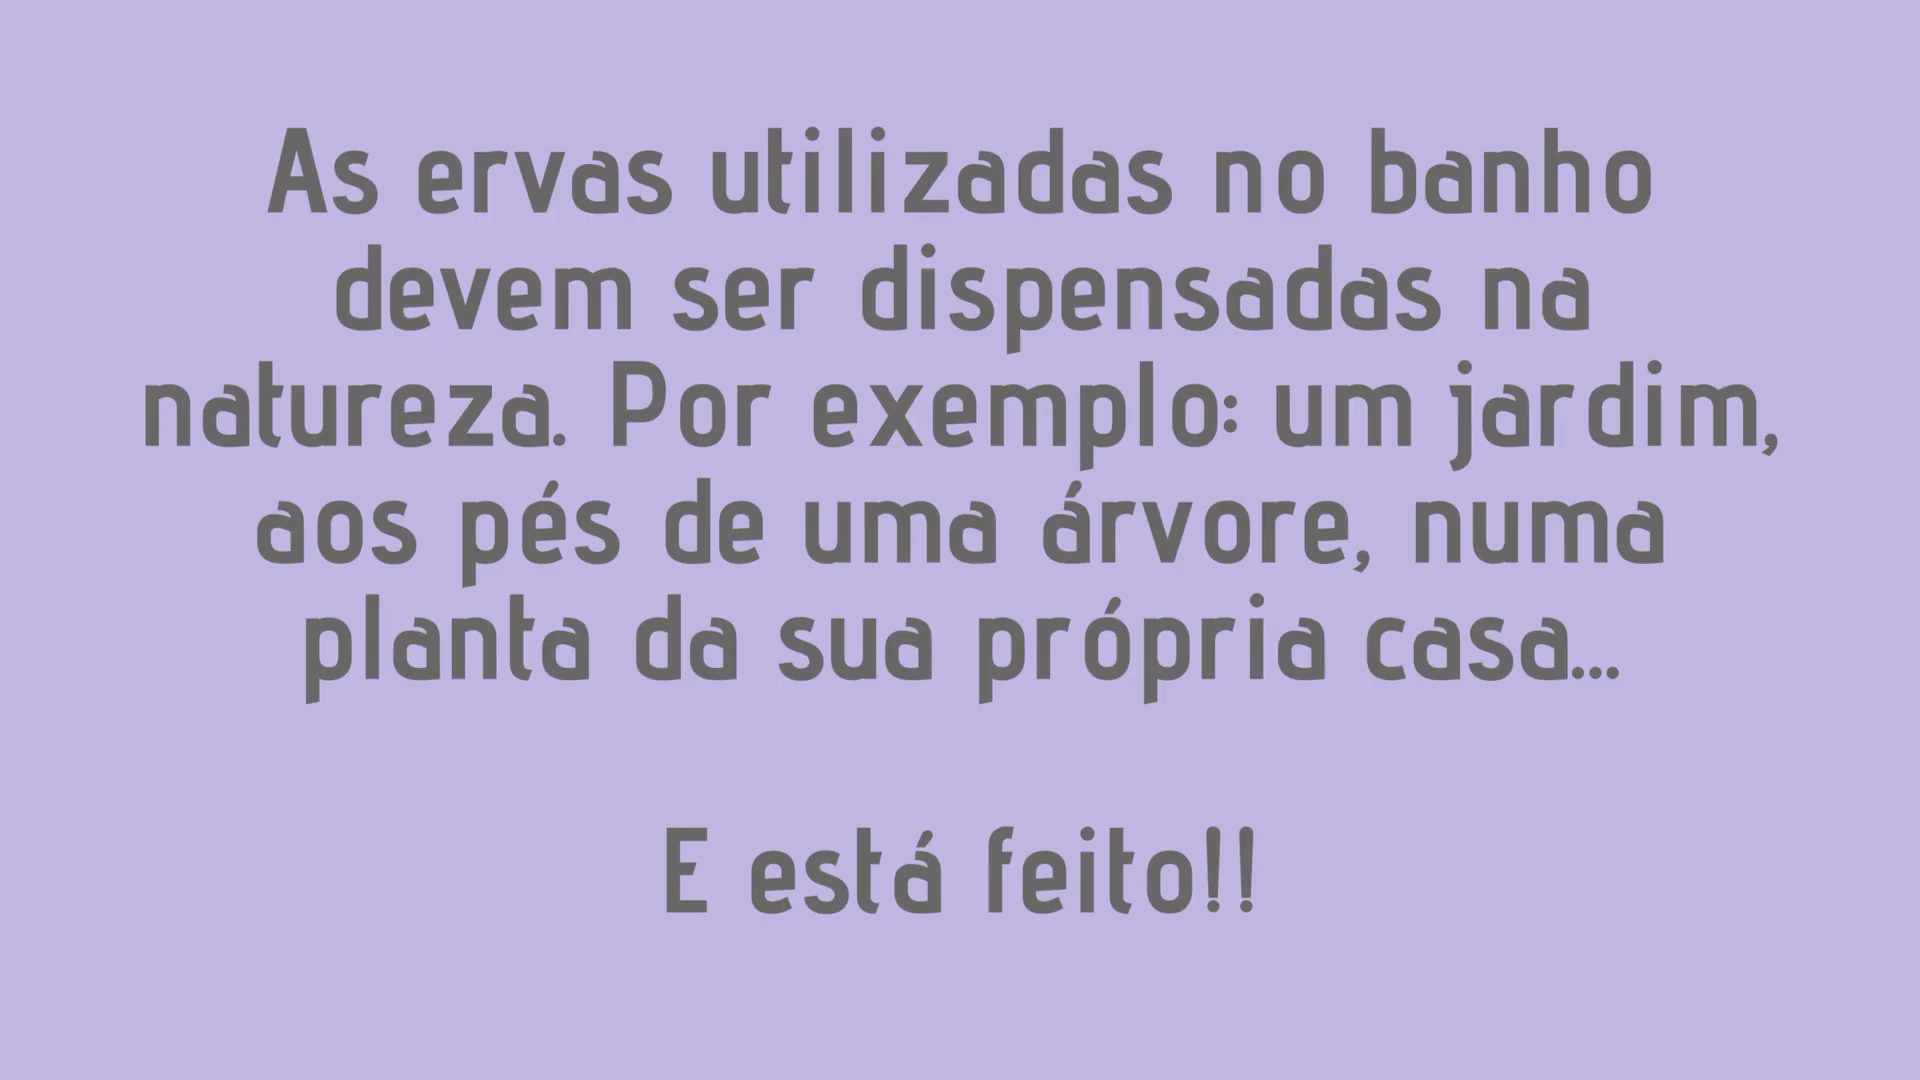 As ervas utilizadas no banho
devem ser dispensadas na
natureza. Por exemplo: um jardim,
aos pés de uma árvore, numa
planta da sua própria casa...
E está feito!!